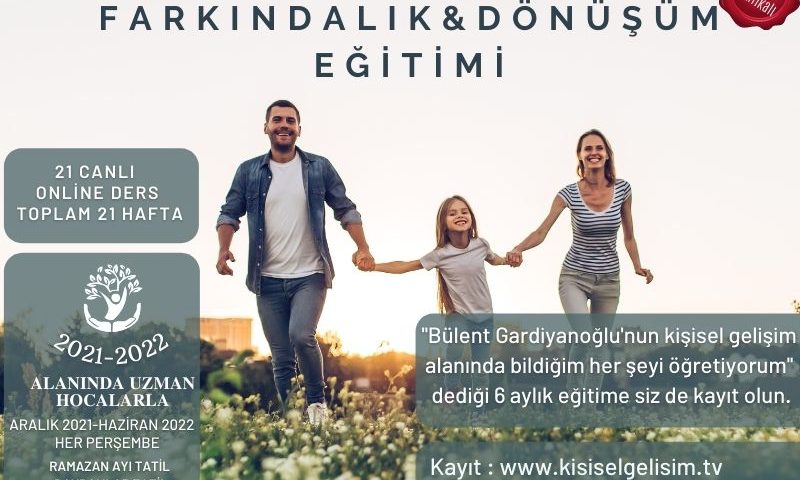 FARKINDALIK&DÖNÜŞÜM
EĞİTİMİ
21 CANLI
ONLİNE DERS
TOPLAM 21 HAFTA
2021-2022
ALANINDA UZMAN
HOCALARLA
ARALIK 2021-HAZİRAN 2022
HER PERŞEMBE
RAMAZAN AYI TATİL
"Bülent Gardiyanoğlu'nun kişisel gelişim
alanında bildiğim her şeyi öğretiyorum"
dediği 6 aylık eğitime siz de kayıt olun.
Kayıt : www.kisiselgelisim.tv